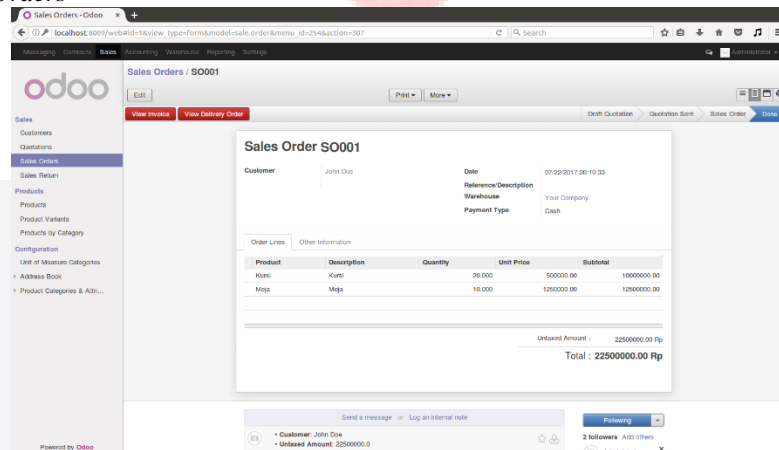 orders
Sales Orders - Odoo × +
localhost:8069/web#id=1&view_type=form&model=sale.order&menu_id=254&action=307 Search
Messaging Contracts Sales Accounting Warehouse Reporting Settings Administrator
odoo
Sales Orders / SO001
Edit Print More
View Invoice View Delivery Order Draft Quotation Quotation Sent Sales Order Done
Sales
Customers
Quotations
Sales Orders
Sales Return
Products
Products
Product Variants
Products by Category
Configuration
Unit of Measure Categories
Address Book
Product Categories & Attri...
Powered by Odoo
Sales Order SO001
Customer John Doe Date 07/22/2017 20:10:33
Reference/Description
Warehouse Your Company
Payment Type Cash
Order Lines Other Information
Product Description Quantity Unit Price Subtotal
Kursi Kursi 20.000 500000.00 10000000.00
Meja Meja 10.000 1250000.00 12500000.00
Untaxed Amount : 22500000.00 Rp
Total : 22500000.00 Rp
Send a message or Log an internal note Following
• Customer: John Doe 2 followers Add others
• Untaxed Amount: 22500000.0